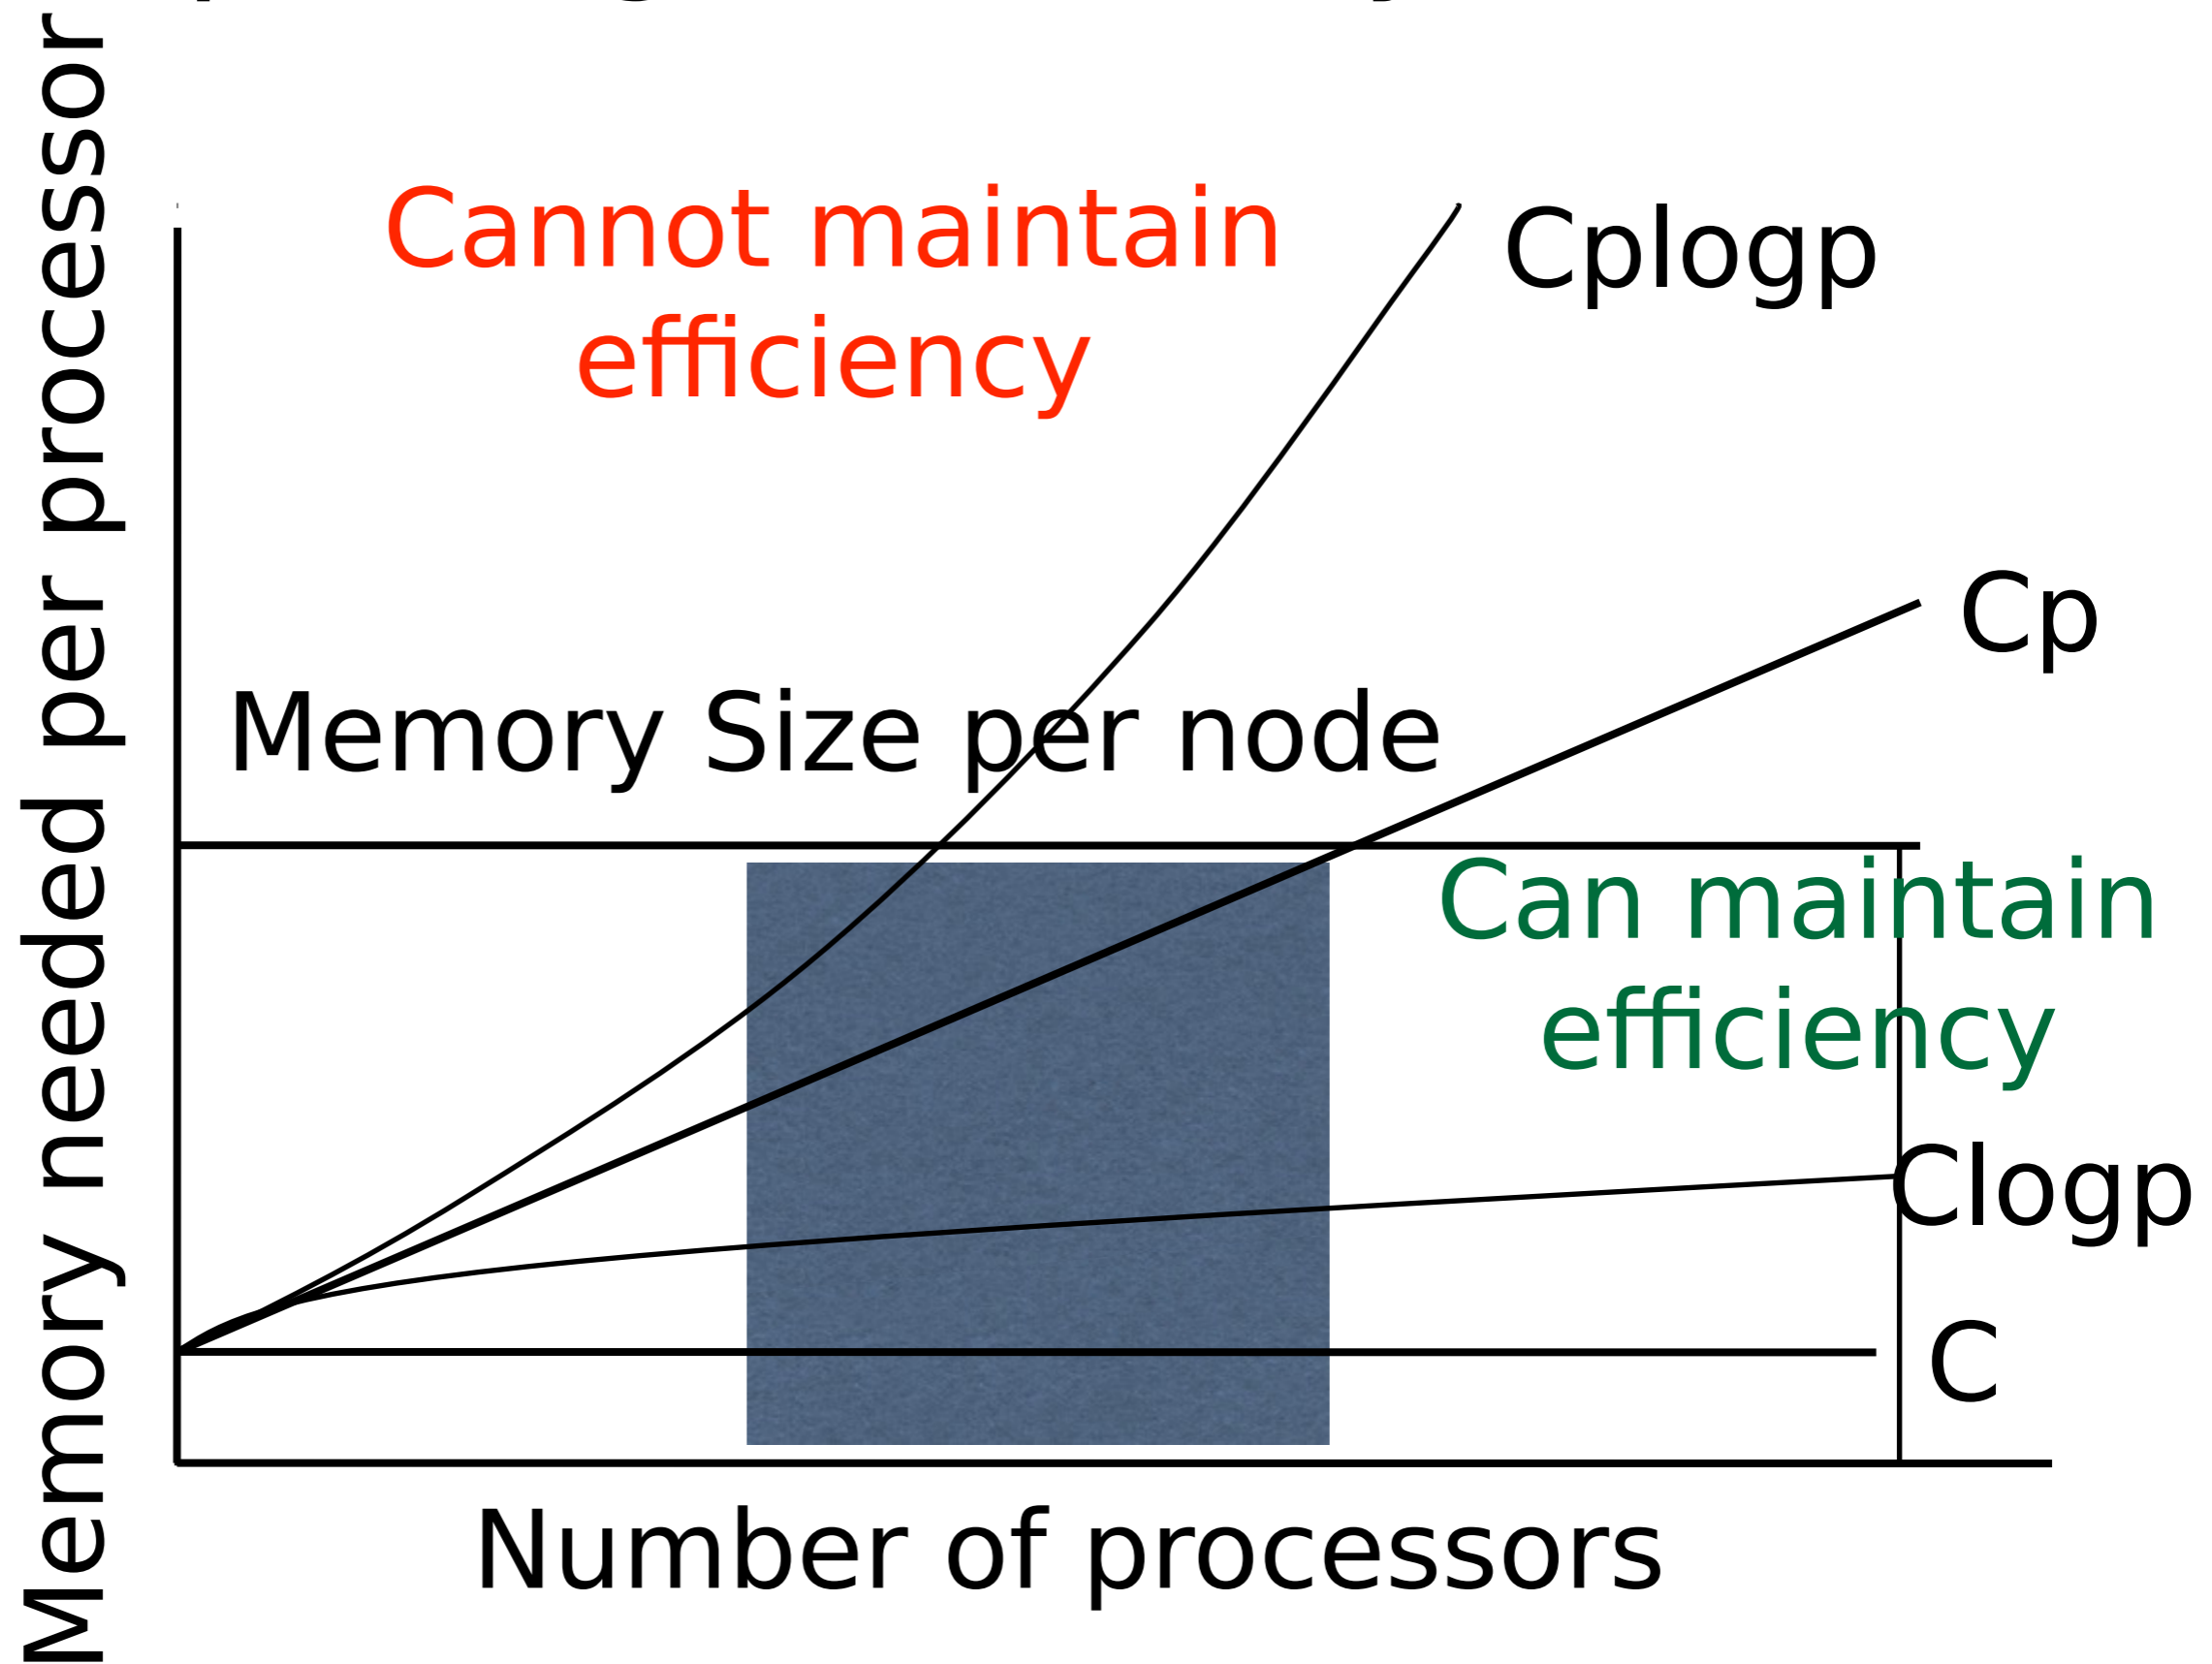 Cannot maintain
efficiency
Cplogp
Cp
Memory Size per node
Can maintain
efficiency
Clogp
C
Memory needed per processor
Number of processors